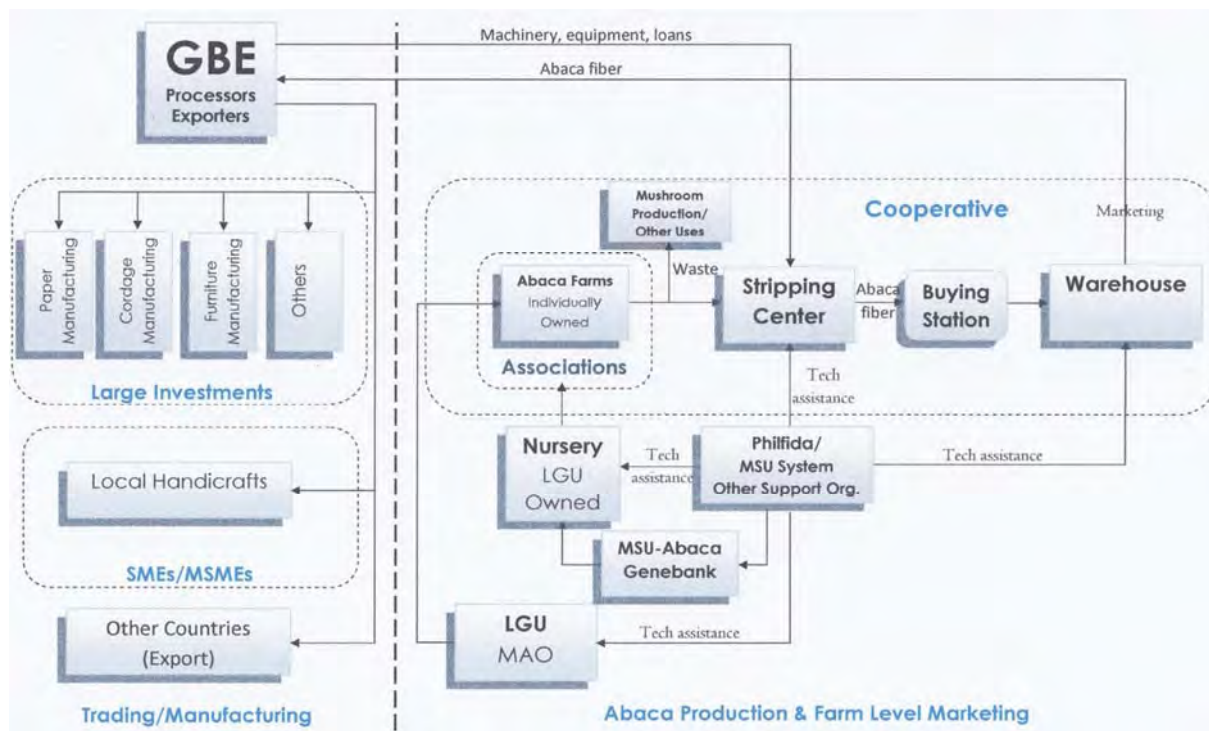 GBE
Processors
Exporters
Machinery, equipment, loans
Abaca fiber
Paper
Manufacturing
Cordage
Manufacturing
Furniture
Manufacturing
Others
Large Investments
Local Handicrafts
SMEs/MSMEs
Other Countries
(Export)
Trading/Manufacturing
Cooperative
Marketing
Mushroom
Production/
Other Uses
Waste
Abaca Farms
Individually
Owned
Associations
Stripping
Center
Abaca
fiber
Buying
Station
Warehouse
Tech
assistance
Nursery
LGU
Owned
Tech
assistance
Philfida/
MSU System
Other Support Org.
Tech assistance
MSU-Abaca
Genebank
LGU
MAO
Tech assistance
Abaca Production & Farm Level Marketing